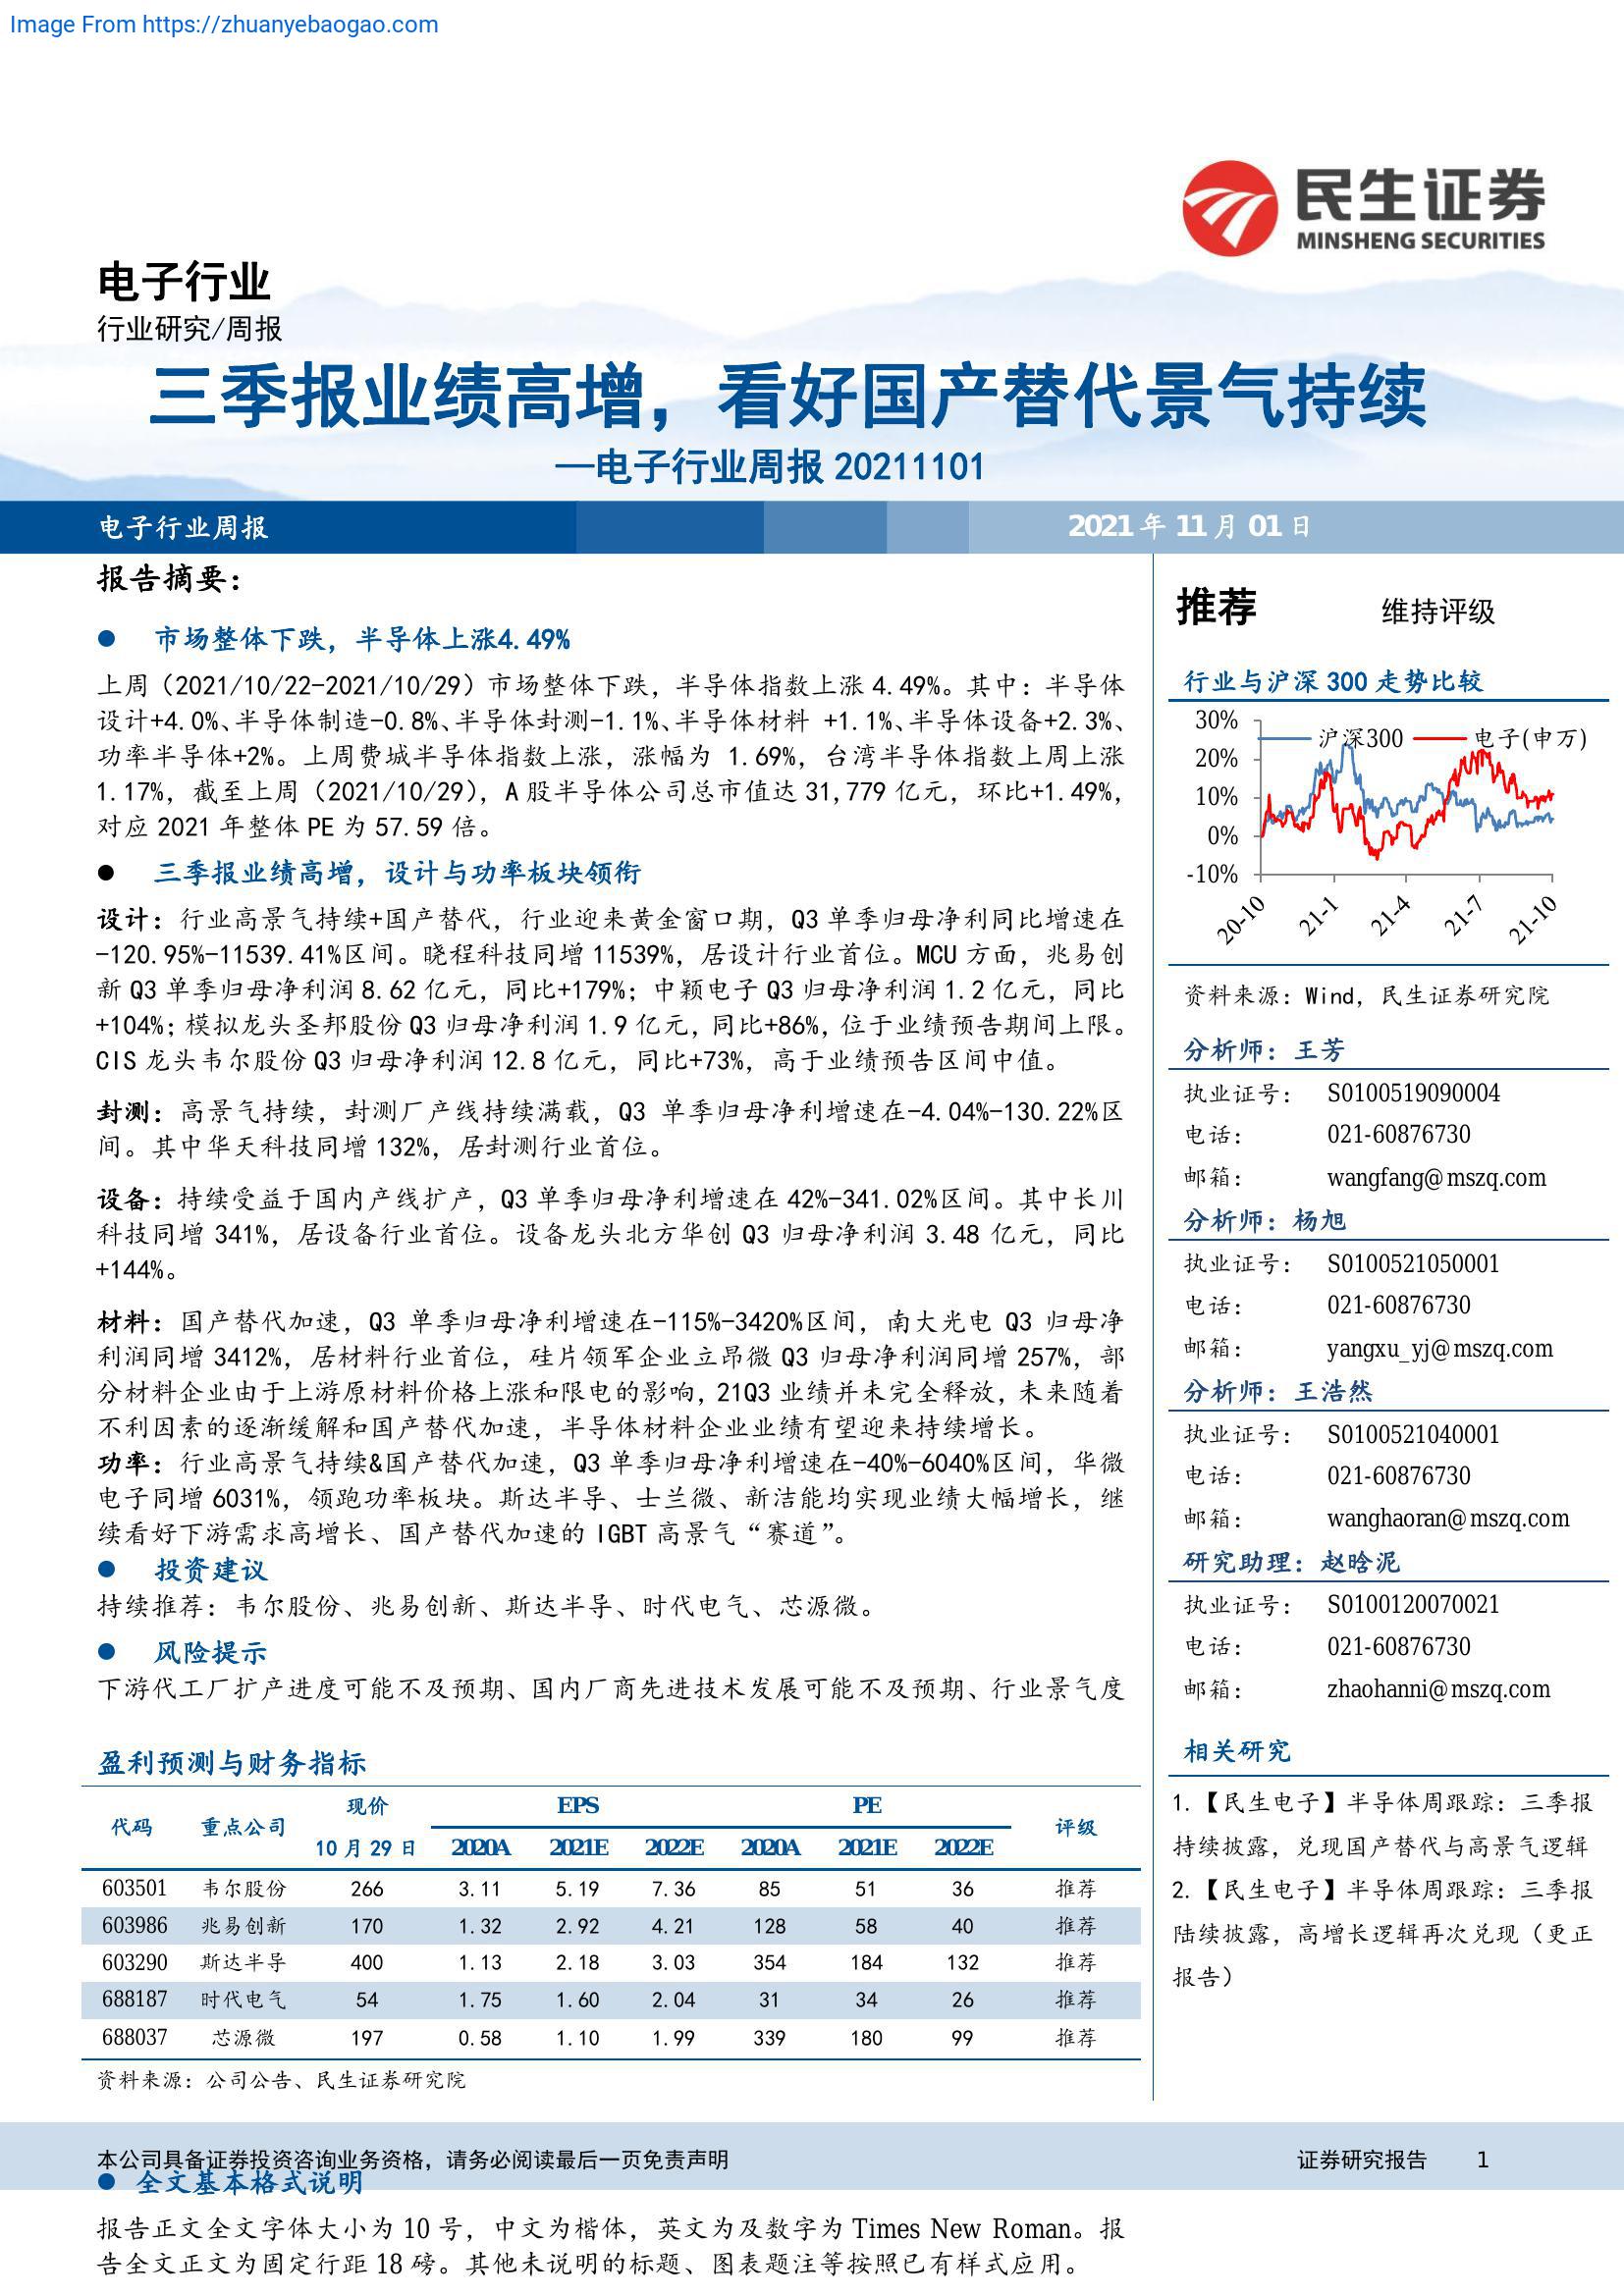 Image From https://zhuanyebaogao.com
民生证券
MINSHENG SECURITIES
电子行业
行业研究/周报
三季报业绩高增，看好国产替代景气持续
—电子行业周报 20211101
电子行业周报
2021 年 11 月 01 日
报告摘要：
● 市场整体下跌，半导体上涨4.49%
上周（2021/10/22-2021/10/29）市场整体下跌，半导体指数上涨 4.49%。其中：半导体
设计+4.0%、半导体制造-0.8%、半导体封测-1.1%、半导体材料 +1.1%、半导体设备+2.3%、
功率半导体+2%。上周费城半导体指数上涨，涨幅为 1.69%，台湾半导体指数上周上涨
1.17%，截至上周（2021/10/29），A 股半导体公司总市值达 31,779 亿元，环比+1.49%，
对应 2021 年整体 PE 为 57.59 倍。
● 三季报业绩高增，设计与功率板块领衔
设计：行业高景气持续+国产替代，行业迎来黄金窗口期，Q3 单季归母净利同比增速在
-120.95%-11539.41%区间。晓程科技同增 11539%，居设计行业首位。MCU 方面，兆易创
新 Q3 单季归母净利润 8.62 亿元，同比+179%；中颖电子 Q3 归母净利润 1.2 亿元，同比
+104%；模拟龙头圣邦股份 Q3 归母净利润 1.9 亿元，同比+86%，位于业绩预告期间上限。
CIS 龙头韦尔股份 Q3 归母净利润 12.8 亿元，同比+73%，高于业绩预告区间中值。
封测：高景气持续，封测厂产线持续满载，Q3 单季归母净利增速在-4.04%-130.22%区
间。其中华天科技同增 132%，居封测行业首位。
设备：持续受益于国内产线扩产，Q3 单季归母净利增速在 42%-341.02%区间。其中长川
科技同增 341%，居设备行业首位。设备龙头北方华创 Q3 归母净利润 3.48 亿元，同比
+144%。
材料：国产替代加速，Q3 单季归母净利增速在-115%-3420%区间，南大光电 Q3 归母净
利润同增 3412%，居材料行业首位，硅片领军企业立昂微 Q3 归母净利润同增 257%，部
分材料企业由于上游原材料价格上涨和限电的影响，21Q3 业绩并未完全释放，未来随着
不利因素的逐渐缓解和国产替代加速，半导体材料企业业绩有望迎来持续增长。
功率：行业高景气持续&国产替代加速，Q3 单季归母净利增速在-40%-6040%区间，华微
电子同增 6031%，领跑功率板块。斯达半导、士兰微、新洁能均实现业绩大幅增长，继
续看好下游需求高增长、国产替代加速的 IGBT 高景气“赛道”。
● 投资建议
持续推荐：韦尔股份、兆易创新、斯达半导、时代电气、芯源微。
● 风险提示
下游代工厂扩产进度可能不及预期、国内厂商先进技术发展可能不及预期、行业景气度
盈利预测与财务指标
代码 重点公司 现价 EPS PE 评级
10 月 29 日 2020A 2021E 2022E 2020A 2021E 2022E
603501 韦尔股份 266 3.11 5.19 7.36 85 51 36 推荐
603986 兆易创新 170 1.32 2.92 4.21 128 58 40 推荐
603290 斯达半导 400 1.13 2.18 3.03 354 184 132 推荐
688187 时代电气 54 1.75 1.60 2.04 31 34 26 推荐
688037 芯源微 197 0.58 1.10 1.99 339 180 99 推荐
资料来源：公司公告、民生证券研究院
推荐 维持评级
行业与沪深 300 走势比较
30%
20%
10%
0%
-10%
沪深300 电子(申万)
20-10 21-1 21-4 21-7 21-10
资料来源：Wind，民生证券研究院
分析师：王芳
执业证号： S0100519090004
电话： 021-60876730
邮箱： wangfang@mszq.com
分析师：杨旭
执业证号： S0100521050001
电话： 021-60876730
邮箱： yangxu_yj@mszq.com
分析师：王浩然
执业证号： S0100521040001
电话： 021-60876730
邮箱： wanghaoran@mszq.com
研究助理：赵晗泥
执业证号： S0100120070021
电话： 021-60876730
邮箱： zhaohanni@mszq.com
相关研究
1.【民生电子】半导体周跟踪：三季报
持续披露，兑现国产替代与高景气逻辑
2.【民生电子】半导体周跟踪：三季报
陆续披露，高增长逻辑再次兑现（更正
报告）
本公司具备证券投资咨询业务资格，请务必阅读最后一页免责声明
证券研究报告 1
● 全文基本格式说明
报告正文全文字体大小为 10 号，中文为楷体，英文为及数字为 Times New Roman。报
告全文正文为固定行距 18 磅。其他未说明的标题、图表题注等按照已有样式应用。